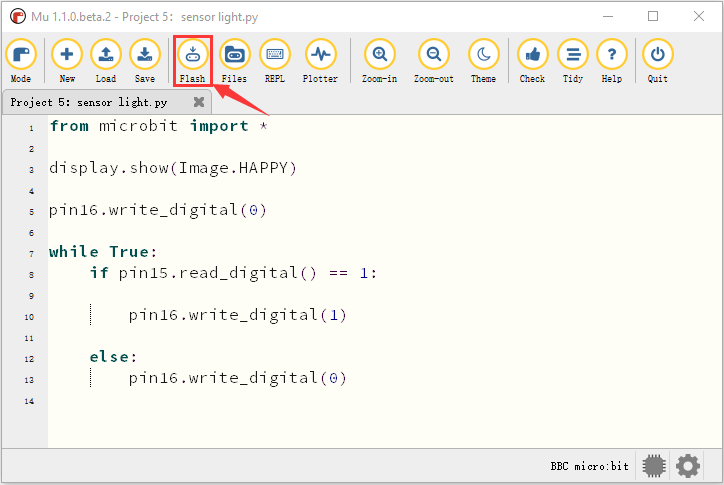 Mu 1.1.0.beta.2 - Project 5: sensor light.py
Mode New Load Save Flash Files REPL Plotter Zoom-in Zoom-out Theme Check Tidy Help Quit
Project 5: sensor light.py
1 from microbit import *
2
3 display.show(Image.HAPPY)
4
5 pin16.write_digital(0)
6
7 while True:
8     if pin15.read_digital() == 1:
9
10         pin16.write_digital(1)
11
12     else:
13         pin16.write_digital(0)
14
BBC micro:bit